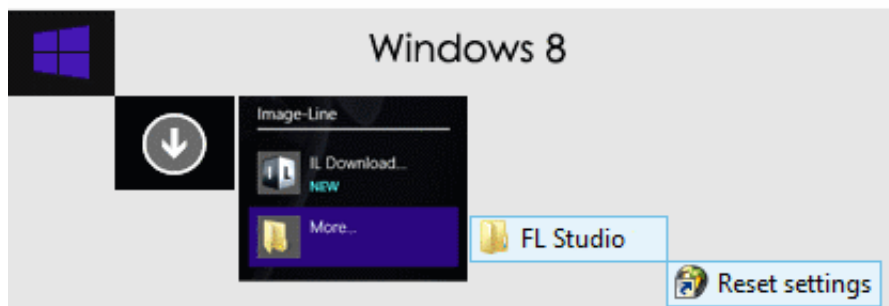 Windows 8
Image-Line
IL Download...
NEW
More...
FL Studio
Reset settings